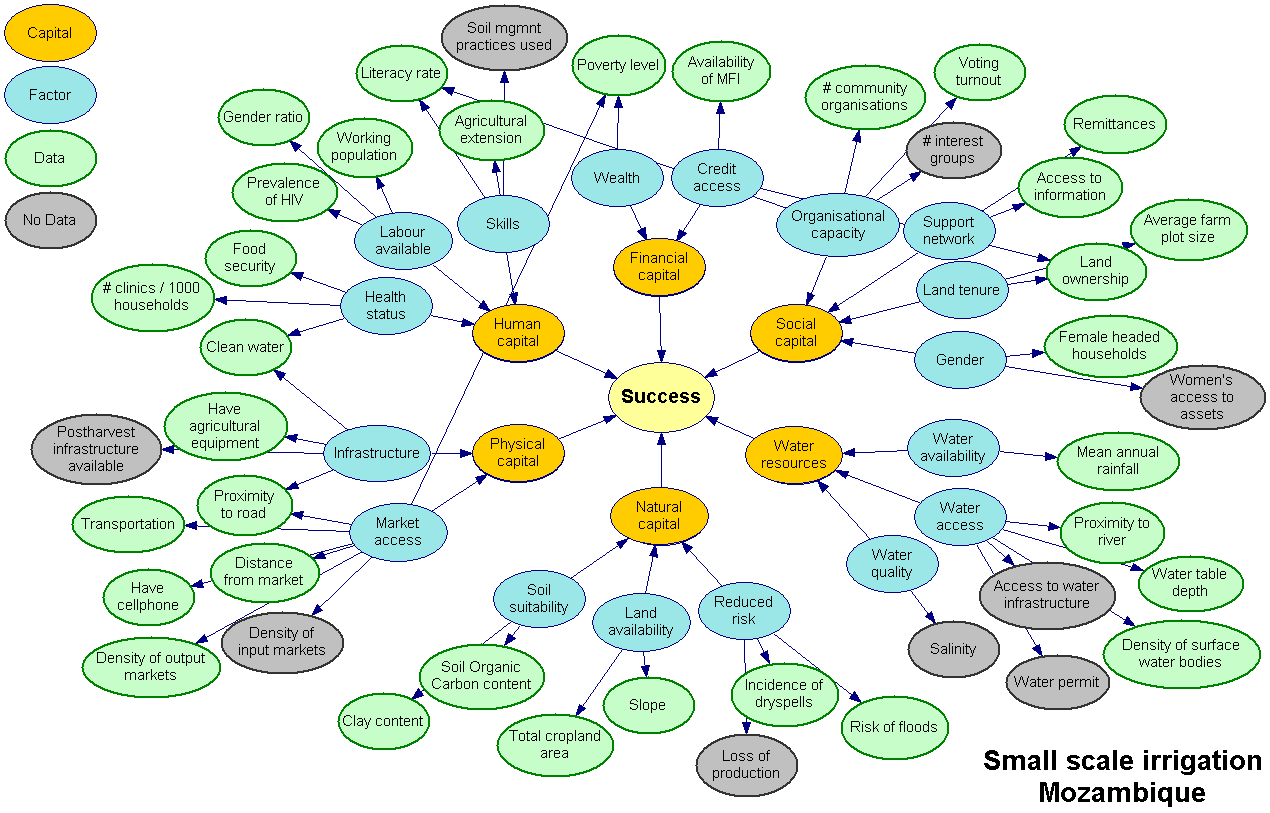 Capital
Factor
Data
No Data
Soil mgmnt
practices used
Literacy rate
Poverty level
Availability
of MFI
Voting
turnout
# community
organisations
Gender ratio
Working
population
Agricultural
extension
Remittances
# interest
groups
Prevalence
of HIV
Wealth
Credit
access
Access to
information
Labour
available
Skills
Organisational
capacity
Support
network
Average farm
plot size
Food
security
Financial
capital
Land
ownership
# clinics / 1000
households
Health
status
Land tenure
Clean water
Human
capital
Social
capital
Gender
Female headed
households
Success
Women's
access to
assets
Have
agricultural
equipment
Postharvest
infrastructure
available
Infrastructure
Physical
capital
Water
resources
Water
availability
Mean annual
rainfall
Proximity
to road
Transportation
Market
access
Natural
capital
Water
access
Proximity to
river
Distance
from market
Have
cellphone
Soil
suitability
Land
availability
Reduced
risk
Water
quality
Access to water
infrastructure
Water table
depth
Density of output
markets
Density of
input markets
Soil Organic
Carbon content
Salinity
Density of surface
water bodies
Water permit
Clay content
Slope
Incidence of
dryspells
Total cropland
area
Risk of floods
Loss of
production
Small scale irrigation
Mozambique